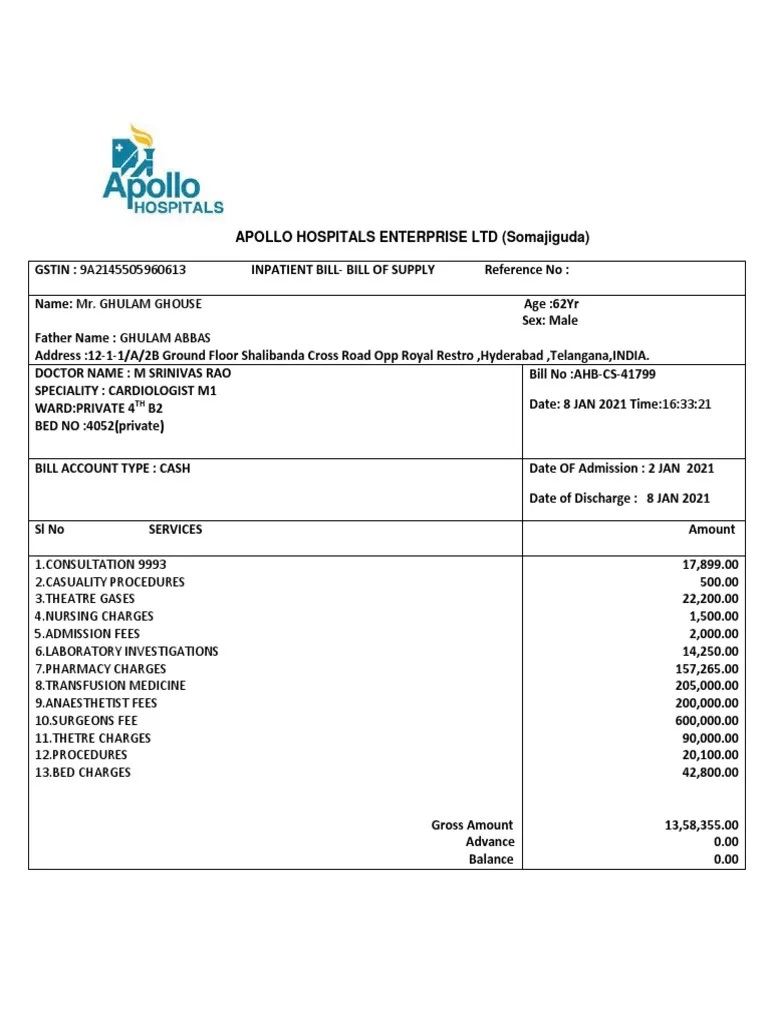 Apollo
HOSPITALS
APOLLO HOSPITALS ENTERPRISE LTD (Somajiguda)
GSTIN : 9A2145505960613 INPATIENT BILL- BILL OF SUPPLY Reference No :
Name: Mr. GHULAM GHOUSE Age :62Yr
Sex: Male
Father Name : GHULAM ABBAS
Address :12-1-1/A/2B Ground Floor Shalibanda Cross Road Opp Royal Restro ,Hyderabad ,Telangana,INDIA.
DOCTOR NAME : M SRINIVAS RAO Bill No :AHB-CS-41799
SPECIALITY : CARDIOLOGIST M1
WARD:PRIVATE 4TH B2 Date: 8 JAN 2021 Time:16:33:21
BED NO :4052(private)
BILL ACCOUNT TYPE : CASH Date OF Admission : 2 JAN 2021
Date of Discharge : 8 JAN 2021
Sl No SERVICES Amount
1.CONSULTATION 9993 17,899.00
2.CASUALITY PROCEDURES 500.00
3.THEATRE GASES 22,200.00
4.NURSING CHARGES 1,500.00
5.ADMISSION FEES 2,000.00
6.LABORATORY INVESTIGATIONS 14,250.00
7.PHARMACY CHARGES 157,265.00
8.TRANSFUSION MEDICINE 205,000.00
9.ANAESTHETIST FEES 200,000.00
10.SURGEONS FEE 600,000.00
11.THETRE CHARGES 90,000.00
12.PROCEDURES 20,100.00
13.BED CHARGES 42,800.00
Gross Amount 13,58,355.00
Advance 0.00
Balance 0.00